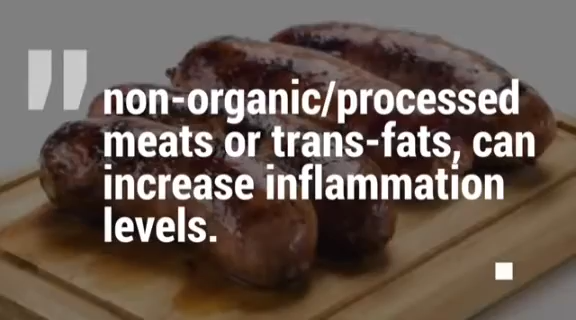 non-organic/processed
meats or trans-fats, can
increase inflammation
levels.